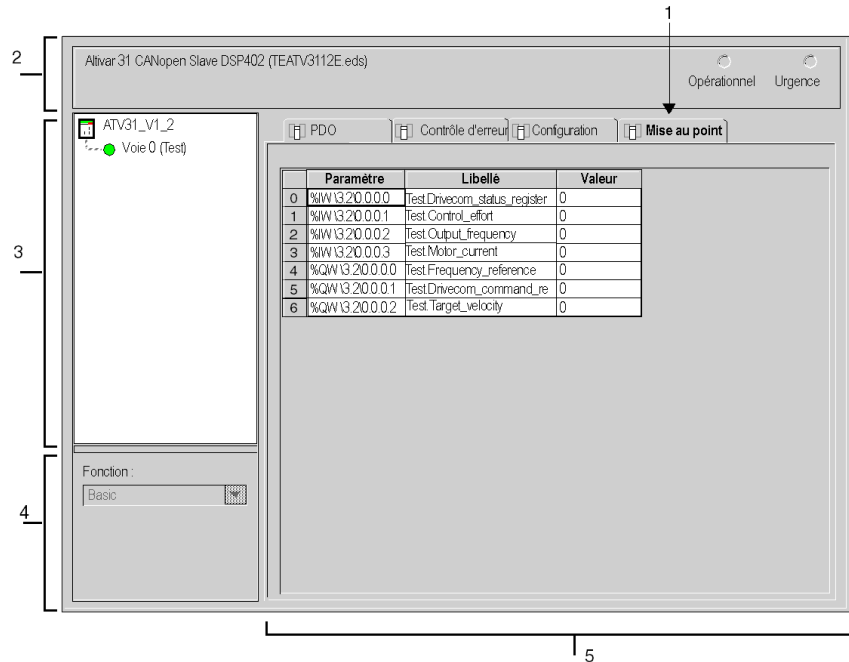 1
2
Altivar 31 CANopen Slave DSP402 (TEATV3112E.eds)
Opérationnel Urgence
ATV31_V1_2
Voie 0 (Test)
PDO Contrôle d'erreur Configuration Mise au point
Paramétre Libellé Valeur
0 %IW \3.2\0.0.0.0 Test.Drivecom_status_register 0
1 %IW \3.2\0.0.0.1 Test.Control_effort 0
2 %IW \3.2\0.0.0.2 Test.Output_frequency 0
3 %IW \3.2\0.0.0.3 Test.Motor_current 0
4 %QW \3.2\0.0.0.0 Test.Frequency_reference 0
5 %QW \3.2\0.0.0.1 Test.Drivecom_command_re 0
6 %QW \3.2\0.0.0.2 Test.Target_velocity 0
3
Fonction :
Basic
4
5